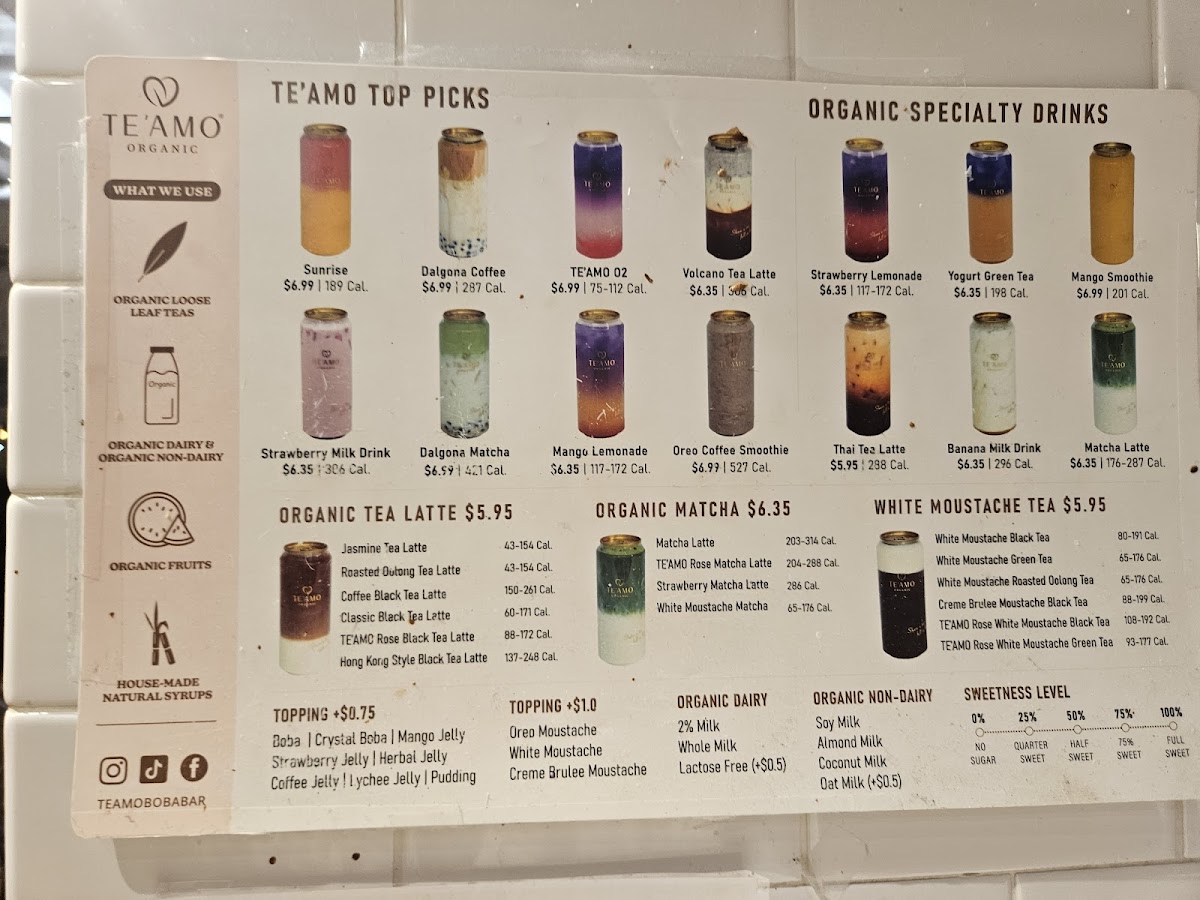 TE'AMO
ORGANIC
WHAT WE USE
ORGANIC LOOSE
LEAF TEAS
Organic
ORGANIC DAIRY &
ORGANIC NON-DAIRY
ORGANIC FRUITS
HOUSE-MADE
NATURAL SYRUPS
TEAMOBOBABAR
TE'AMO TOP PICKS
Sunrise
$6.99 | 189 Cal.
Dalgona Coffee
$6.99 | 287 Cal.
TE'AMO O2
$6.99 | 75-112 Cal.
Volcano Tea Latte
$6.35 | Cal.
Strawberry Milk Drink
$6.35 | 306 Cal.
Dalgona Matcha
$6.99 | 421 Cal.
Mango Lemonade
$6.35 | 117-172 Cal.
Oreo Coffee Smoothie
$6.99 | 527 Cal.
ORGANIC SPECIALTY DRINKS
Strawberry Lemonade
$6.35 | 117-172 Cal.
Yogurt Green Tea
$6.35 | 198 Cal.
Mango Smoothie
$6.99 | 201 Cal.
Thai Tea Latte
$5.95 | 288 Cal.
Banana Milk Drink
$6.35 | 296 Cal.
Matcha Latte
$6.35 | 176-287 Cal.
ORGANIC TEA LATTE $5.95
Jasmine Tea Latte 43-154 Cal.
Roasted Oulong Tea Latte 43-154 Cal.
Coffee Black Tea Latte 150-261 Cal.
Classic Black Tea Latte 60-171 Cal.
TE'AMO Rose Black Tea Latte 88-172 Cal.
Hong Kong Style Black Tea Latte 137-248 Cal.
ORGANIC MATCHA $6.35
Matcha Latte 203-314 Cal.
TE'AMO Rose Matcha Latte 204-288 Cal.
Strawberry Matcha Latte 286 Cal.
White Moustache Matcha 65-176 Cal.
WHITE MOUSTACHE TEA $5.95
White Moustache Black Tea 80-191 Cal.
White Moustache Green Tea 65-176 Cal.
White Moustache Roasted Oolong Tea 65-176 Cal.
Creme Brulee Moustache Black Tea 88-199 Cal.
TE'AMO Rose White Moustache Black Tea 108-192 Cal.
TE'AMO Rose White Moustache Green Tea 93-177 Cal.
TOPPING +$0.75
Boba | Crystal Boba | Mango Jelly
Strawberry Jelly | Herbal Jelly
Coffee Jelly | Lychee Jelly | Pudding
TOPPING +$1.0
Oreo Moustache
White Moustache
Creme Brulee Moustache
ORGANIC DAIRY
2% Milk
Whole Milk
Lactose Free (+$0.5)
ORGANIC NON-DAIRY
Soy Milk
Almond Milk
Coconut Milk
Oat Milk (+$0.5)
SWEETNESS LEVEL
0% 25% 50% 75% 100%
NO SUGAR
QUARTER SWEET
HALF SWEET
75% SWEET
FULL SWEET